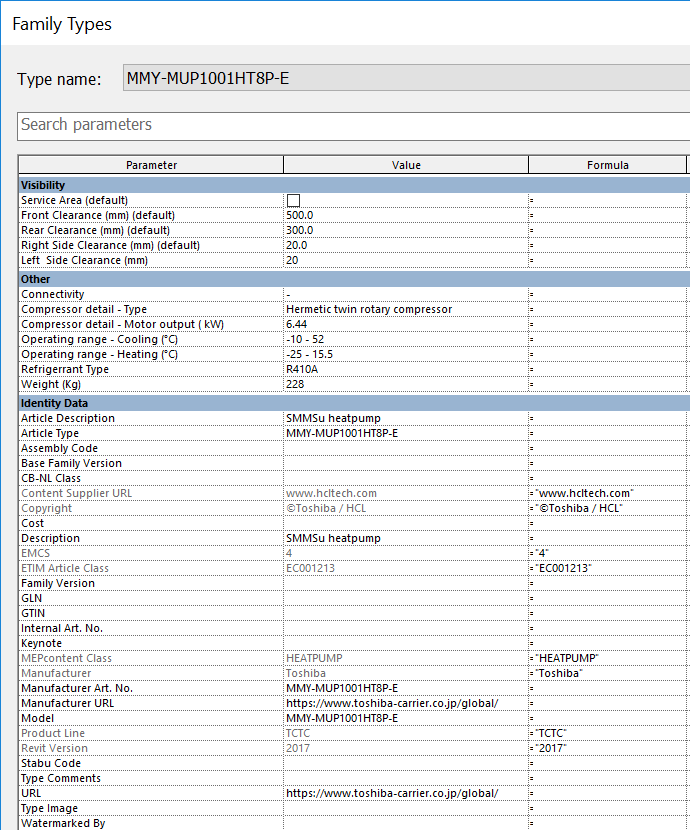 Family Types
Type name: MMY-MUP1001HT8P-E
Search parameters
Parameter Value Formula
Visibility
Service Area (default) =
Front Clearance (mm) (default) 500.0 =
Rear Clearance (mm) (default) 300.0 =
Right Side Clearance (mm) (default) 20.0 =
Left  Side Clearance (mm) 20 =
Other
Connectivity - =
Compressor detail - Type Hermetic twin rotary compressor =
Compressor detail - Motor output ( kW) 6.44 =
Operating range - Cooling (°C) -10 - 52 =
Operating range - Heating (°C) -25 - 15.5 =
Refrigerrant Type R410A =
Weight (Kg) 228 =
Identity Data
Article Description SMMSu heatpump =
Article Type MMY-MUP1001HT8P-E =
Assembly Code =
Base Family Version =
CB-NL Class =
Content Supplier URL www.hcltech.com ="www.hcltech.com"
Copyright ©Toshiba / HCL ="©Toshiba / HCL"
Cost =
Description SMMSu heatpump =
EMCS 4 ="4"
ETIM Article Class EC001213 ="EC001213"
Family Version =
GLN =
GTIN =
Internal Art. No. =
Keynote =
MEPcontent Class HEATPUMP ="HEATPUMP"
Manufacturer Toshiba ="Toshiba"
Manufacturer Art. No. MMY-MUP1001HT8P-E =
Manufacturer URL https://www.toshiba-carrier.co.jp/global/ =
Model MMY-MUP1001HT8P-E =
Product Line TCTC ="TCTC"
Revit Version 2017 ="2017"
Stabu Code =
Type Comments =
URL https://www.toshiba-carrier.co.jp/global/ =
Type Image =
Watermarked By =